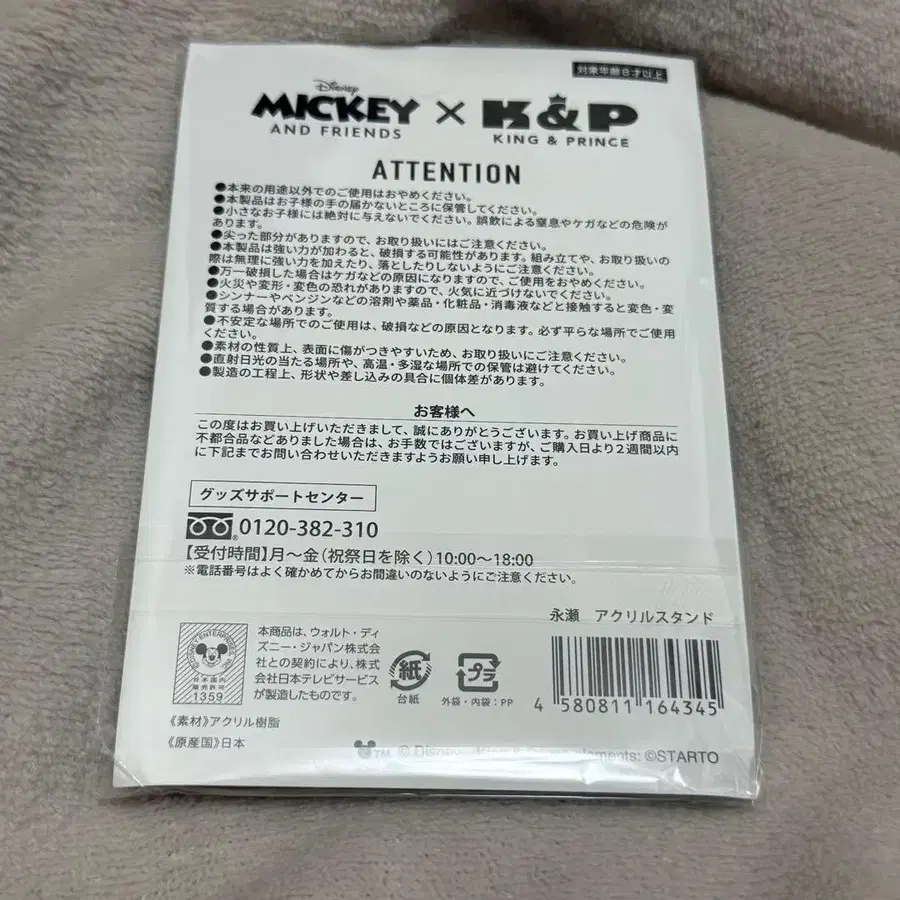 対象年齢8才以上
Disney
MICKEY × K&P
AND FRIENDS KING & PRINCE
ATTENTION
●本来の用途以外でのご使用はおやめください。
●本製品はお子様の手の届かないところに保管してください。
●小さなお子様には絶対に与えないでください。誤飲による窒息やケガなどの危険が
あります。
●尖った部分がありますので、お取り扱いにはご注意ください。
●本製品は強い力が加わると、破損する可能性があります。組み立てや、お取り扱いの
際は無理に強い力を加えたり、落としたりしないようにご注意ください。
●万一破損した場合はケガなどの原因になりますので、ご使用をおやめください。
●火災や変形・変色の恐れがありますので、火気に近づけないでください。
●シンナーやベンジンなどの溶剤や薬品・化粧品・消毒液などと接触すると変色・変
質する場合があります。
●不安定な場所でのご使用は、破損などの原因となります。必ず平らな場所でご使用
ください。
●素材の性質上、表面に傷がつきやすいため、お取り扱いにご注意ください。
●直射日光の当たる場所や、高温・多湿な場所での保管は避けてください。
●製造の工程上、形状や差し込みの具合に個体差があります。
お客様へ
この度はお買い上げいただきまして、誠にありがとうございます。お買い上げ商品に
不都合品などありました場合は、お手数ではございますが、ご購入日より2週間以内
に下記までお問い合わせいただきますようお願い申し上げます。
グッズサポートセンター
0120-382-310
【受付時間】月～金（祝祭日を除く）10:00～18:00
※電話番号はよく確かめてからお間違いのないようにご注意ください。
永瀬 アクリルスタンド
日本国内
販売許可
1359
本商品は、ウォルト・ディ
ズニー・ジャパン株式会
社との契約により、株式
会社日本テレビサービス
が製造したものです。
紙
台紙
プラ
外袋・内袋：PP
4 580811 164345
《素材》アクリル樹脂
《原産国》日本
TM © Disney ements: ©STARTO